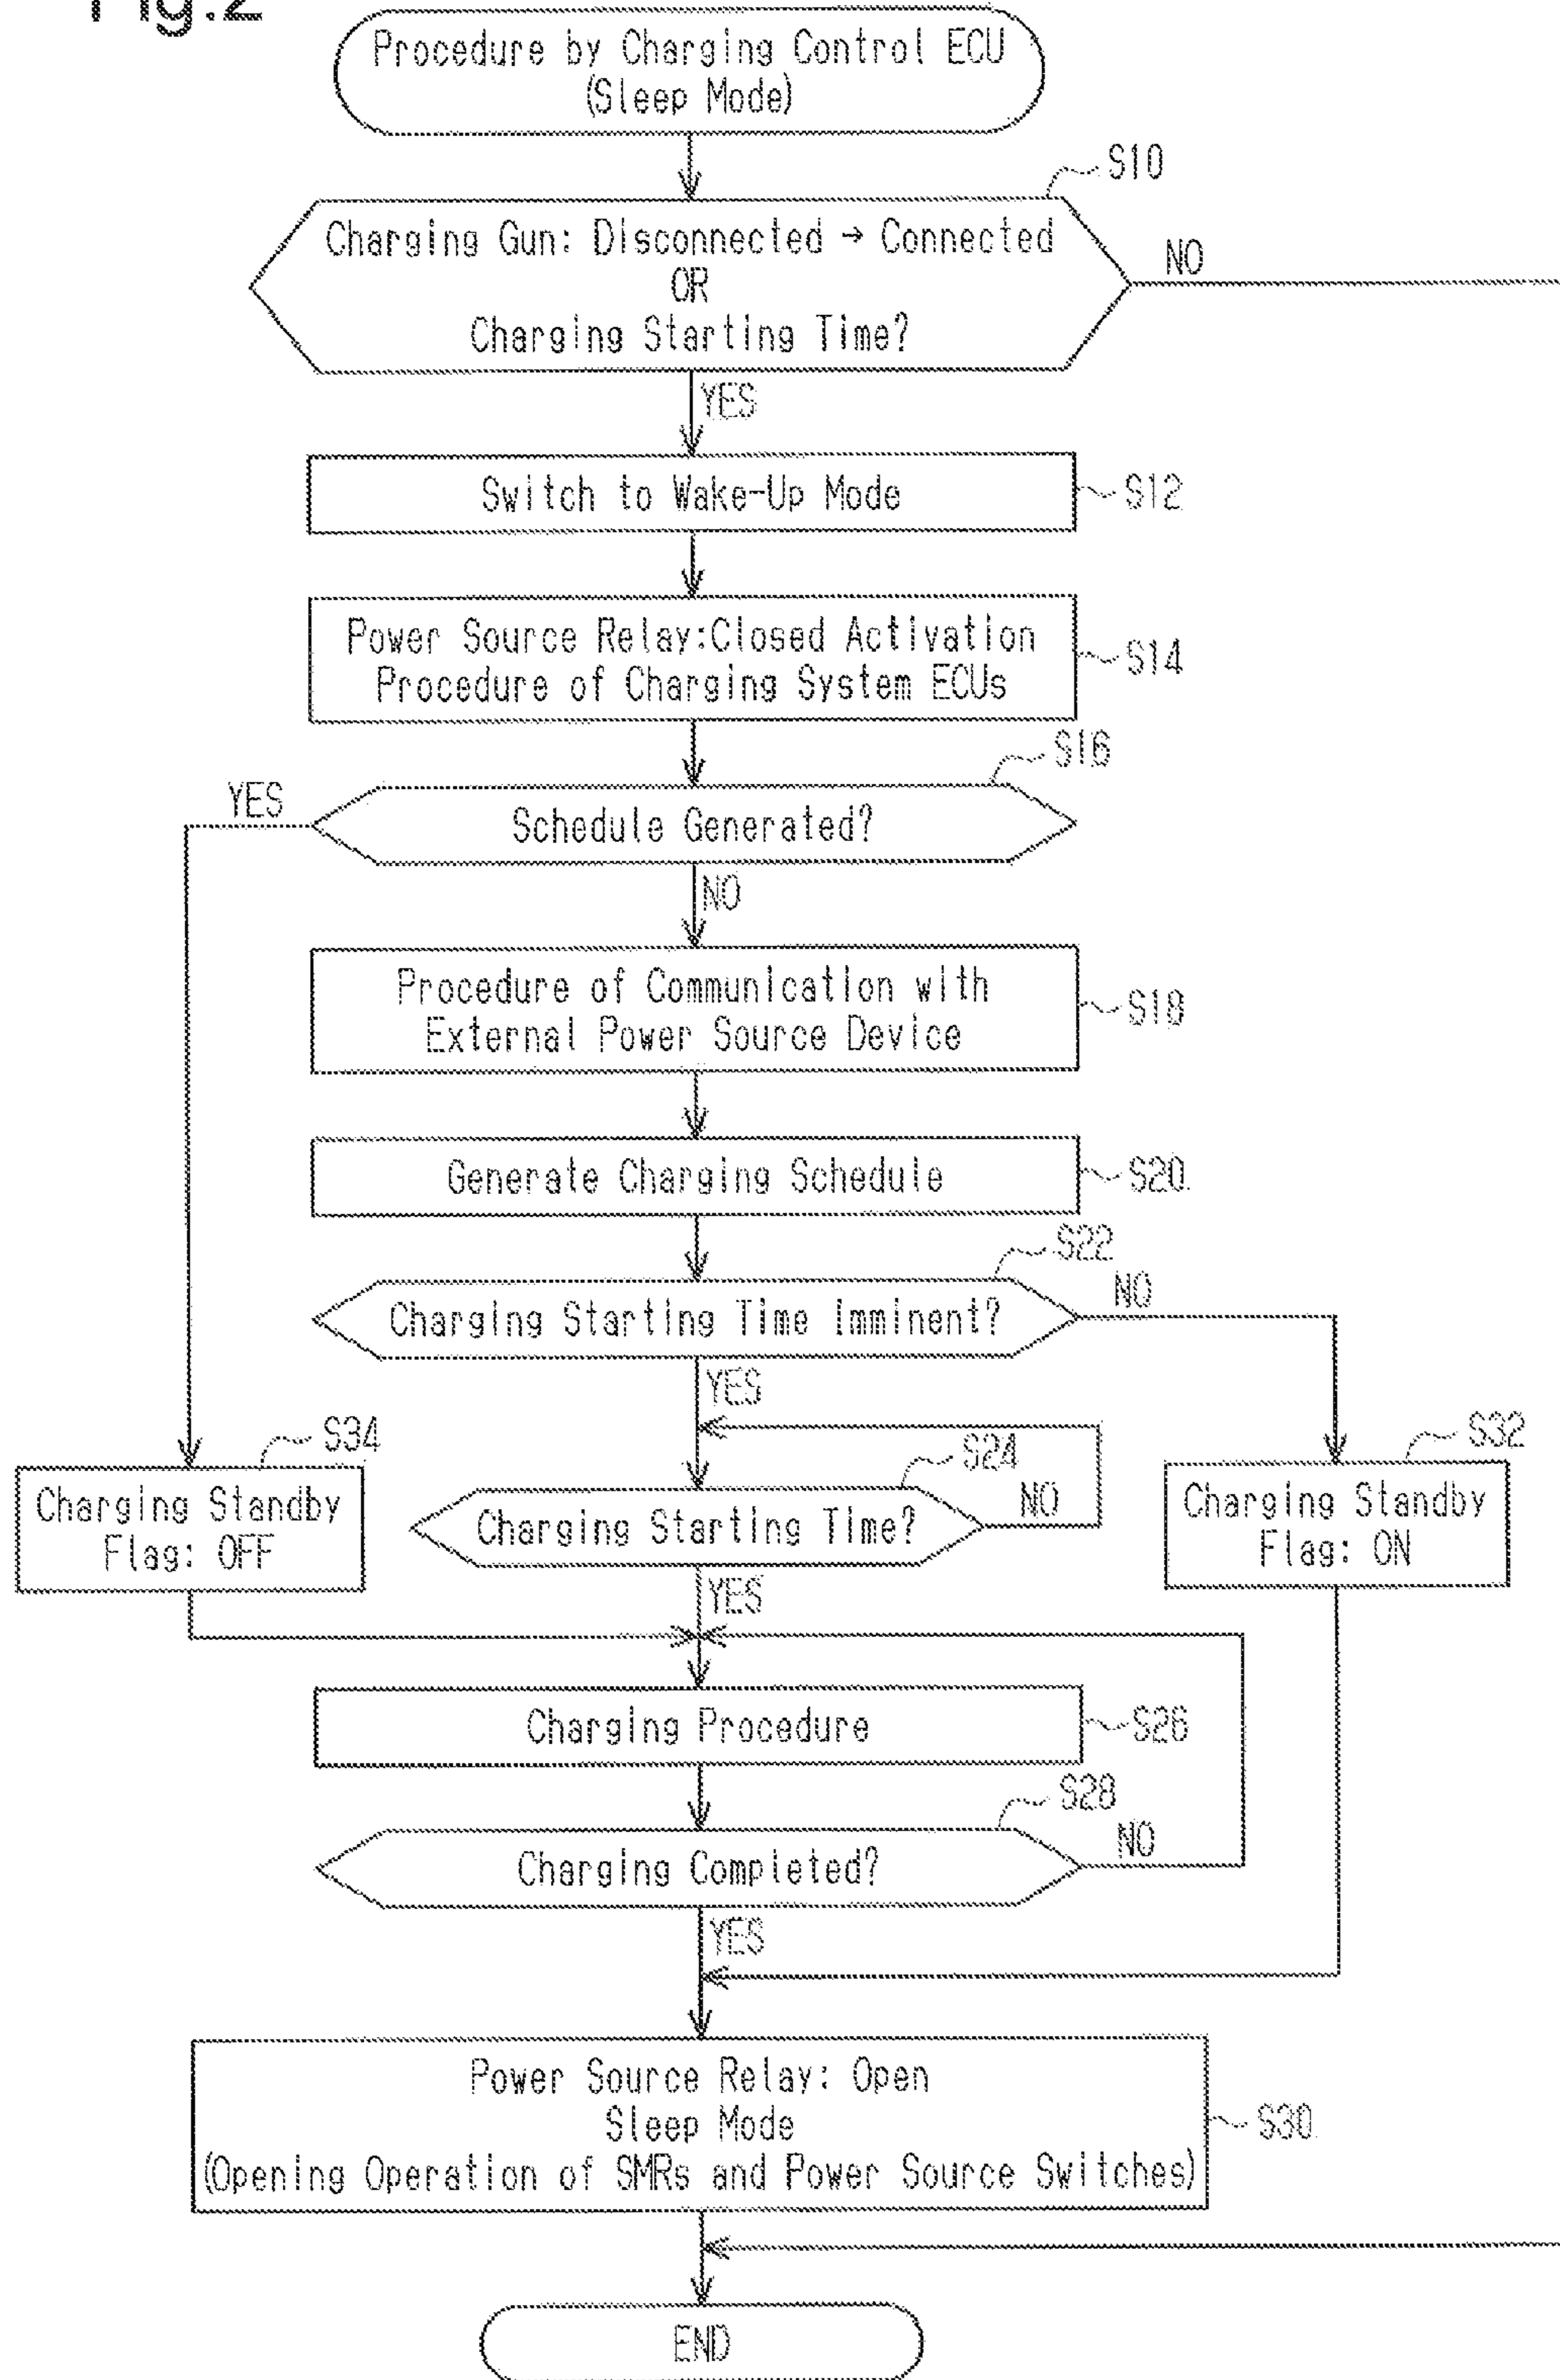 Fig.2
Procedure by Charging Control ECU
(Sleep Mode)
S10
Charging Gun: Disconnected → Connected
OR
Charging Starting Time?
NO
YES
Switch to Wake-Up Mode
S12
Power Source Relay:Closed Activation
Procedure of Charging System ECUs
S14
S16
YES
Schedule Generated?
NO
Procedure of Communication with
External Power Source Device
S18
Generate Charging Schedule
S20
S22
Charging Starting Time Imminent?
NO
YES
S34
Charging Standby
Flag: OFF
S24
Charging Starting Time?
NO
S32
Charging Standby
Flag: ON
YES
Charging Procedure
S26
S28
Charging Completed?
NO
YES
Power Source Relay: Open
Sleep Mode
(Opening Operation of SMRs and Power Source Switches)
S30
END